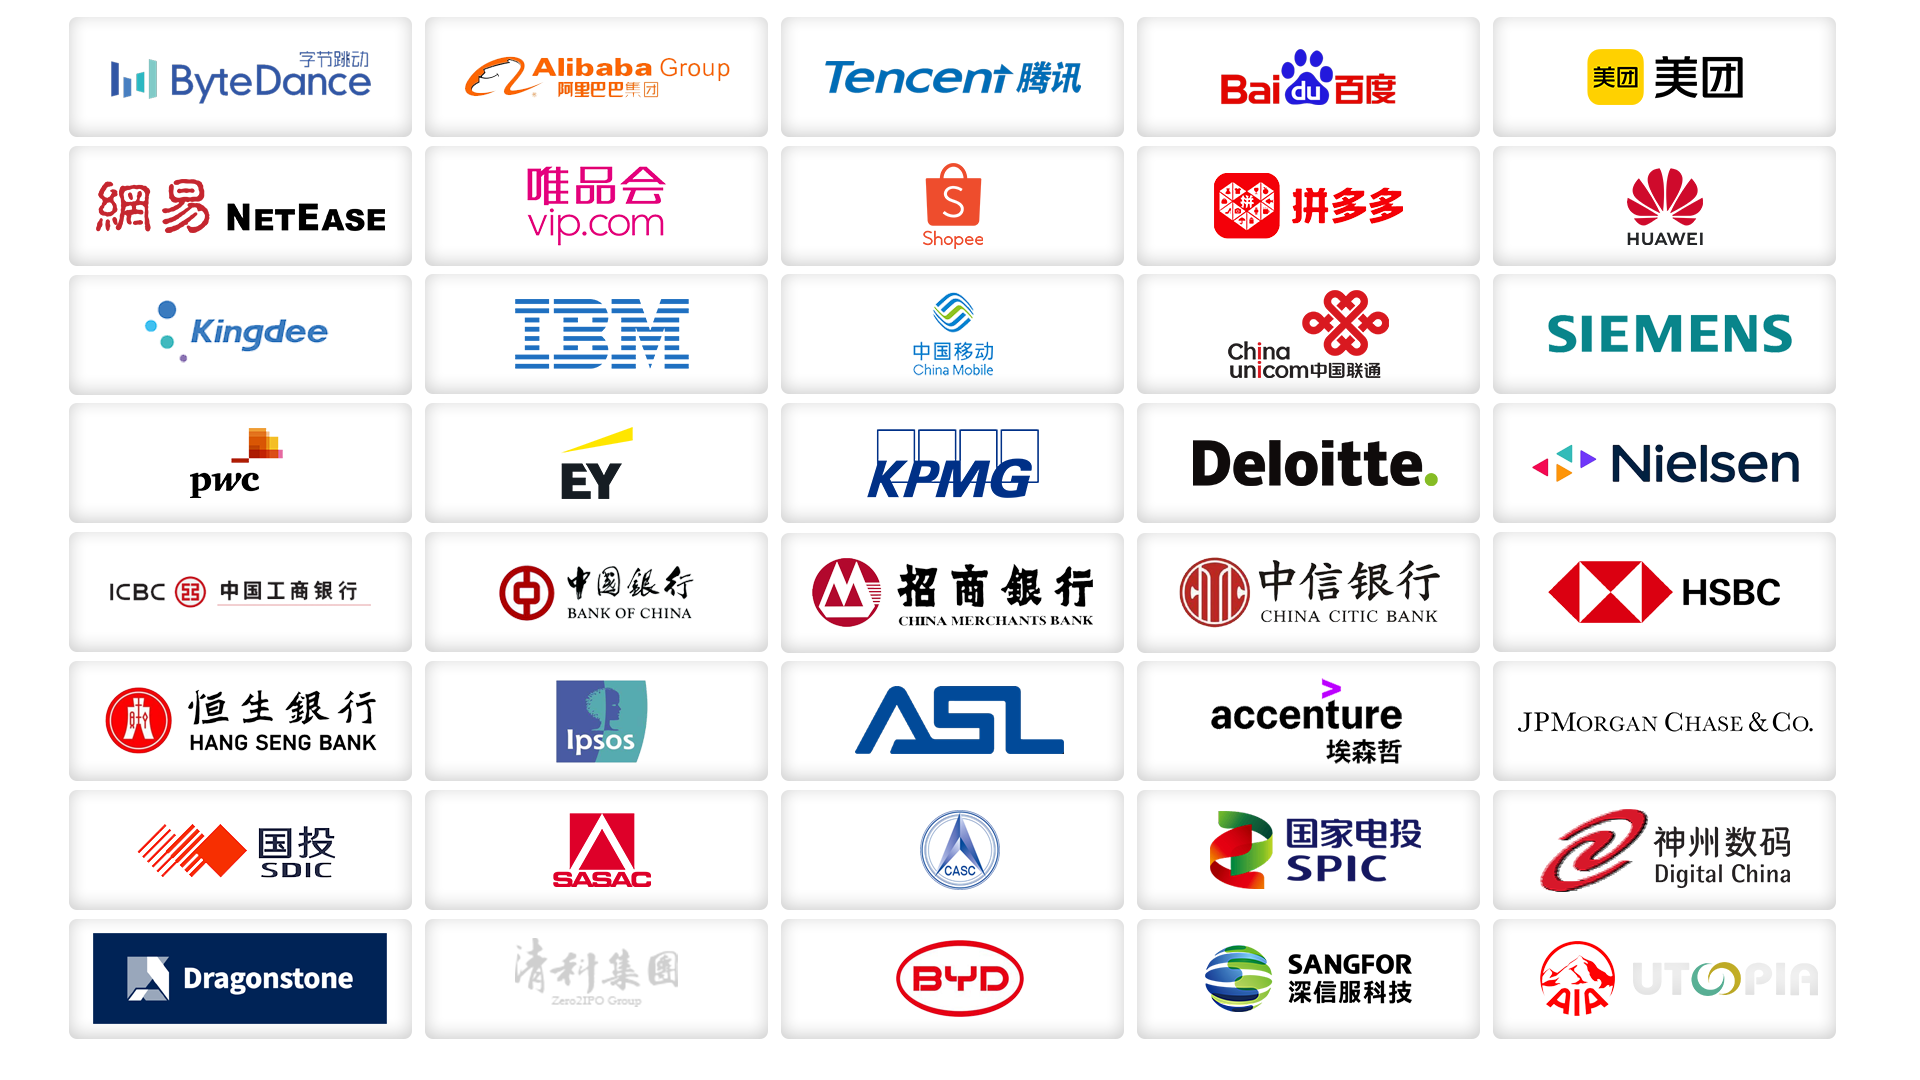 字节跳动
ByteDance
Alibaba Group
阿里巴巴集团
Tencent 腾讯
Bai du 百度
美团 美团
網易 NETEASE
唯品会
vip.com
S
Shopee
拼 拼多多
HUAWEI
Kingdee
IBM
中国移动
China Mobile
China
unicom中国联通
SIEMENS
pwc
EY
KPMG
Deloitte.
Nielsen
ICBC 中国工商银行
中國銀行
BANK OF CHINA
招商銀行
CHINA MERCHANTS BANK
中信银行
CHINA CITIC BANK
HSBC
恒生銀行
HANG SENG BANK
Ipsos
ASL
accenture
埃森哲
JPMORGAN CHASE & CO.
国投
SDIC
SASAC
CASC
国家电投
SPIC
神州数码
Digital China
Dragonstone
清科集團
Zero2IPO Group
BYD
SANGFOR
深信服科技
AIA UTOPIA